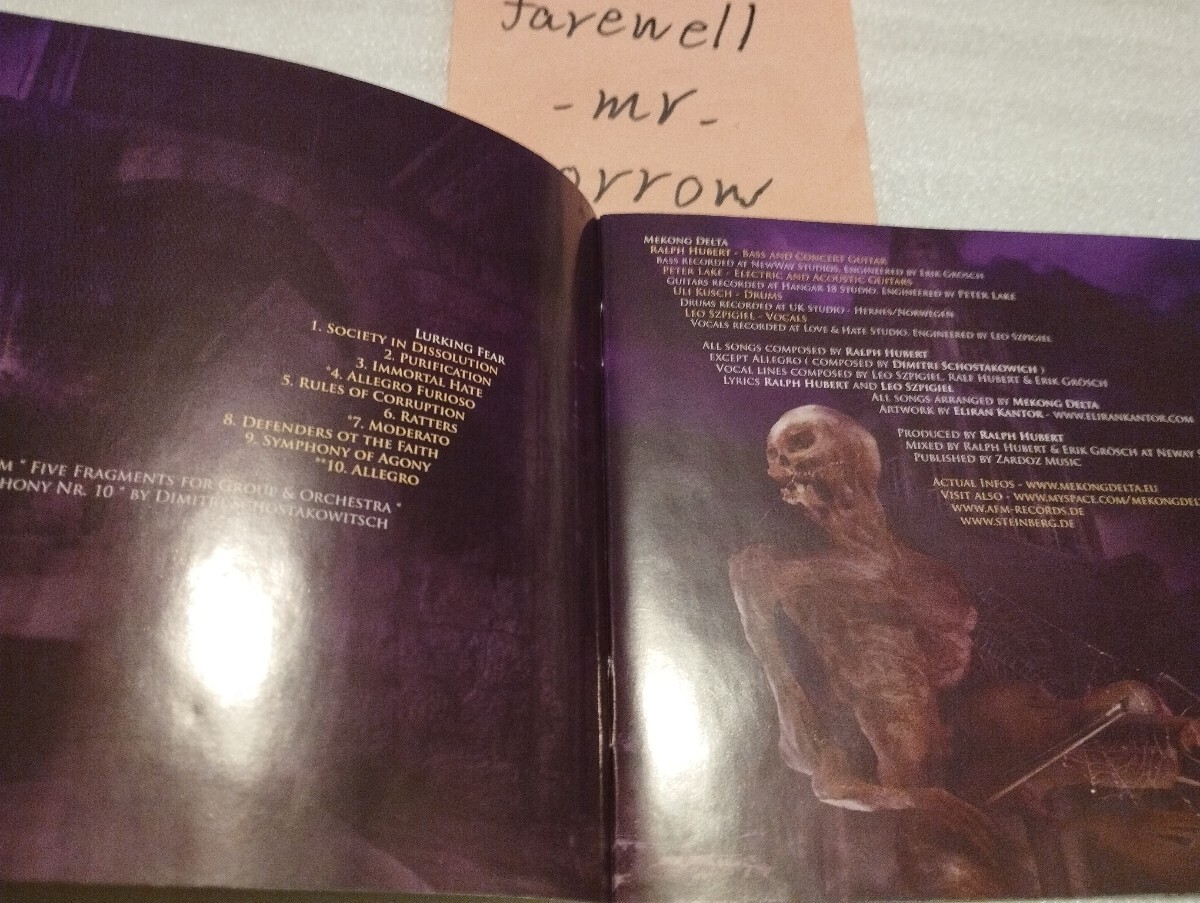 farewell
-mr-
orrow
LURKING FEAR
1. SOCIETY IN DISSOLUTION
2. PURIFICATION
3. IMMORTAL HATE
*4. ALLEGRO FURIOSO
5. RULES OF CORRUPTION
6. RATTERS
*7. MODERATO
8. DEFENDERS OT THE FAITH
9. SYMPHONY OF AGONY
**10. ALLEGRO
M " FIVE FRAGMENTS FOR GROUP & ORCHESTRA "
PHONY NR. 10 " BY DIMITRI SCHOSTAKOWITSCH
MEKONG DELTA
RALPH HUBERT - BASS AND CONCERT GUITAR
BASS RECORDED AT NEWWAY STUDIOS, ENGINEERED BY ERIK GRÖSCH
PETER LAKE - ELECTRIC AND ACOUSTIC GUITARS
GUITARS RECORDED AT HANGAR 18 STUDIO, ENGINEERED BY PETER LAKE
ULI KUSCH - DRUMS
DRUMS RECORDED AT UK STUDIO - HERNES/NORWEGEN
LEO SZPIGIEL - VOCALS
VOCALS RECORDED AT LOVE & HATE STUDIO, ENGINEERED BY LEO SZPIGIEL
ALL SONGS COMPOSED BY RALPH HUBERT
EXCEPT ALLEGRO ( COMPOSED BY DIMITRI SCHOSTAKOWICH )
VOCAL LINES COMPOSED BY LEO SZPIGIEL, RALF HUBERT & ERIK GRÖSCH
LYRICS RALPH HUBERT AND LEO SZPIGIEL
ALL SONGS ARRANGED BY MEKONG DELTA
ARTWORK BY ELIRAN KANTOR - WWW.ELIRANKANTOR.COM
PRODUCED BY RALPH HUBERT
MIXED BY RALPH HUBERT & ERIK GRÖSCH AT NEWAY S
PUBLISHED BY ZARDOZ MUSIC
ACTUAL INFOS - WWW.MEKONGDELTA.EU
VISIT ALSO - WWW.MYSPACE.COM/MEKONGDEL
WWW.AFM-RECORDS.DE
WWW.STEINBERG.DE